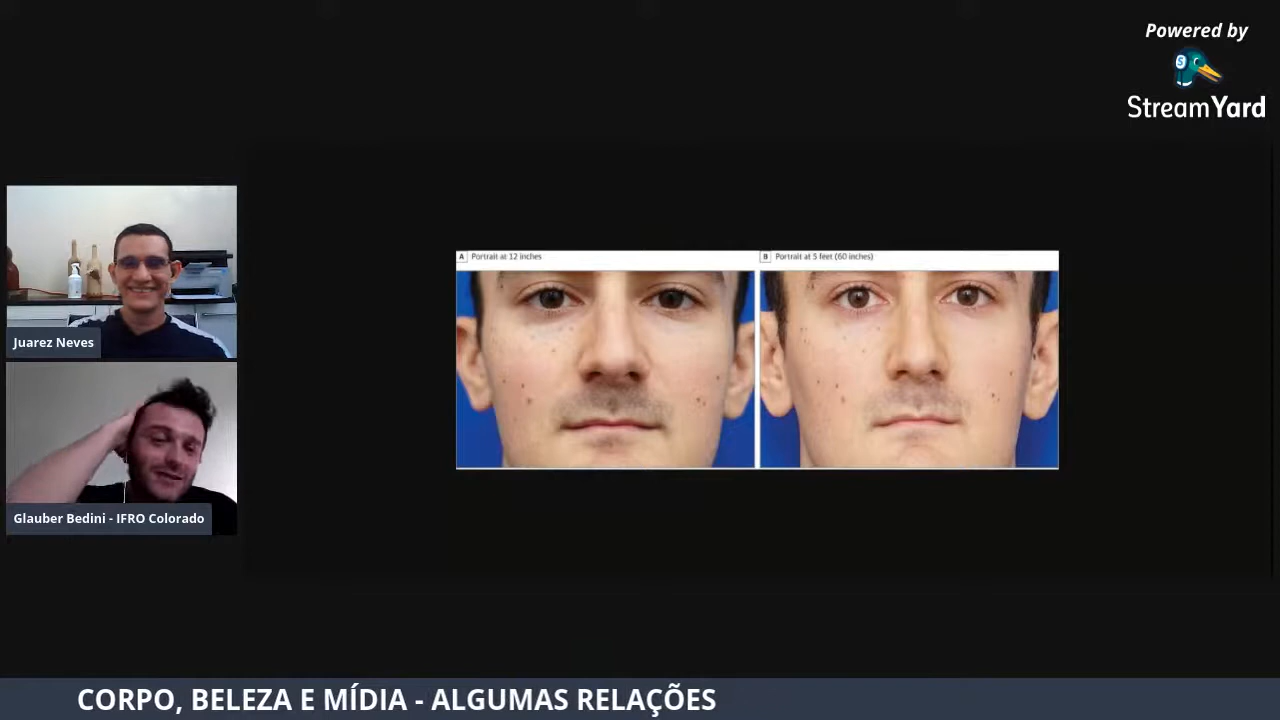 Powered by
StreamYard
A Portrait at 12 inches
B Portrait at 5 feet (60 inches)
Juarez Neves
Glauber Bedini - IFRO Colorado
CORPO, BELEZA E MÍDIA - ALGUMAS RELAÇÕES